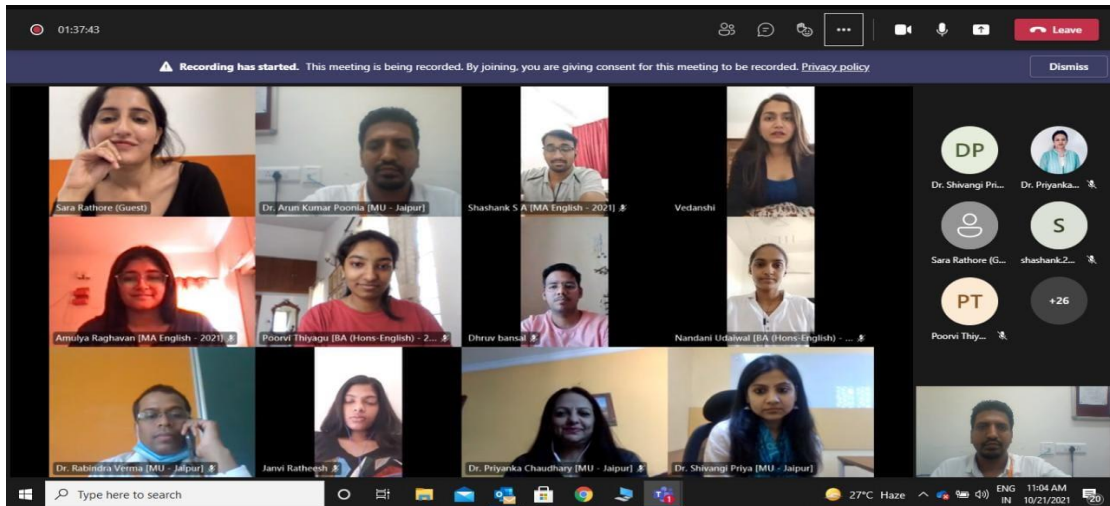 01:37:43
Leave
Recording has started. This meeting is being recorded. By joining, you are giving consent for this meeting to be recorded. Privacy policy
Dismiss
Sara Rathore (Guest)
Dr. Arun Kumar Poonia [MU - Jaipur]
Shashank S A [MA English - 2021]
Vedanshi
Amulya Raghavan [MA English - 2021]
Poorvi Thiyagu [BA (Hons-English) - 2...
Dhruv bansal
Nandani Udaiwal [BA (Hons-English) - ...
Dr. Rabindra Verma [MU - Jaipur]
Janvi Ratheesh
Dr. Priyanka Chaudhary [MU - Jaipur]
Dr. Shivangi Priya [MU - Jaipur]
DP
Dr. Shivangi Pri...
Dr. Priyanka...
Sara Rathore (G...
S
shashank.2...
PT
Poorvi Thiy...
+26
Type here to search
27°C Haze
ENG
IN
11:04 AM
10/21/2021
20